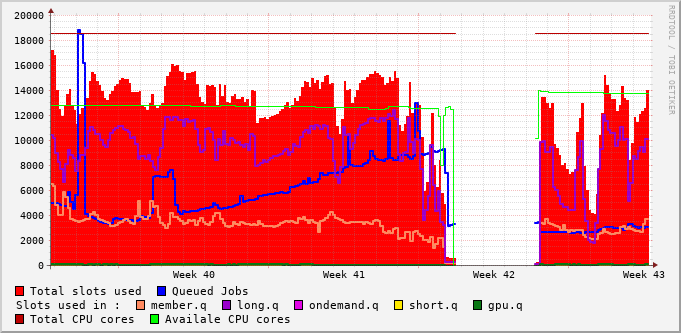 20000
18000
16000
14000
12000
10000
8000
6000
4000
2000
0
Week 40 Week 41 Week 42 Week 43
RRDTOOL / TOBI OETIKER
Total slots used Queued Jobs
Slots used in : member.q long.q ondemand.q short.q gpu.q
Total CPU cores Availale CPU cores